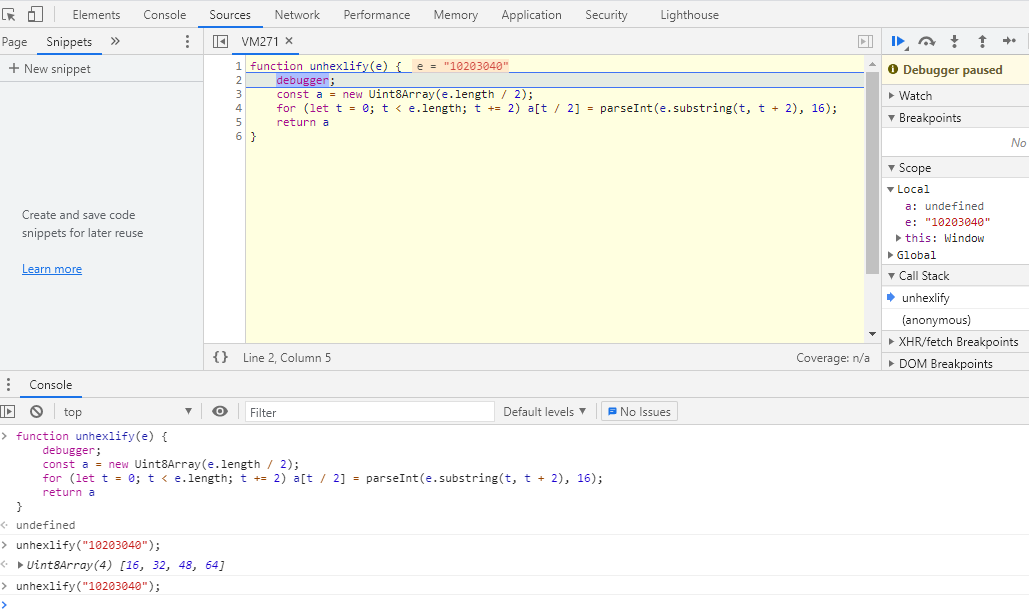 Elements Console Sources Network Performance Memory Application Security Lighthouse
Page Snippets »
VM271 ×
+ New snippet
Create and save code
snippets for later reuse
Learn more
1 function unhexlify(e) { e = "10203040"
2 debugger;
3 const a = new Uint8Array(e.length / 2);
4 for (let t = 0; t < e.length; t += 2) a[t / 2] = parseInt(e.substring(t, t + 2), 16);
5 return a
6 }
{} Line 2, Column 5 Coverage: n/a
Debugger paused
Watch
Breakpoints
No
Scope
Local
a: undefined
e: "10203040"
this: Window
Global
Call Stack
unhexlify
(anonymous)
XHR/fetch Breakpoints
DOM Breakpoints
Console
top Filter Default levels No Issues
> function unhexlify(e) {
debugger;
const a = new Uint8Array(e.length / 2);
for (let t = 0; t < e.length; t += 2) a[t / 2] = parseInt(e.substring(t, t + 2), 16);
return a
}
undefined
> unhexlify("10203040");
Uint8Array(4) [16, 32, 48, 64]
> unhexlify("10203040");
>